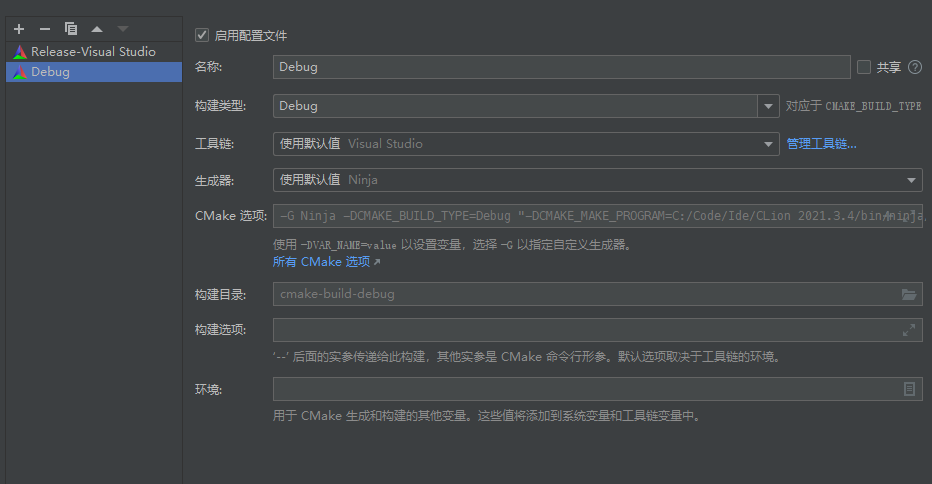 Release-Visual Studio
Debug
启用配置文件
名称: Debug 共享
构建类型: Debug 对应于 CMAKE_BUILD_TYPE
工具链: 使用默认值 Visual Studio 管理工具链...
生成器: 使用默认值 Ninja
CMake 选项: -G Ninja -DCMAKE_BUILD_TYPE=Debug "-DCMAKE_MAKE_PROGRAM=C:/Code/Ide/CLion 2021.3.4/bin/ninja
使用 -DVAR_NAME=value 以设置变量，选择 -G 以指定自定义生成器。
所有 CMake 选项
构建目录: cmake-build-debug
构建选项:
'--' 后面的实参传递给此构建，其他实参是 CMake 命令行形参。默认选项取决于工具链的环境。
环境:
用于 CMake 生成和构建的其他变量。这些值将添加到系统变量和工具链变量中。